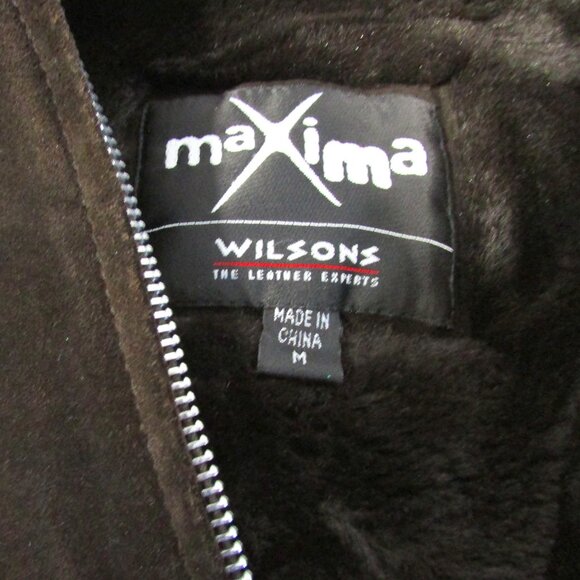 maXima
WILSONS
THE LEATHER EXPERTS
MADE IN
CHINA
M